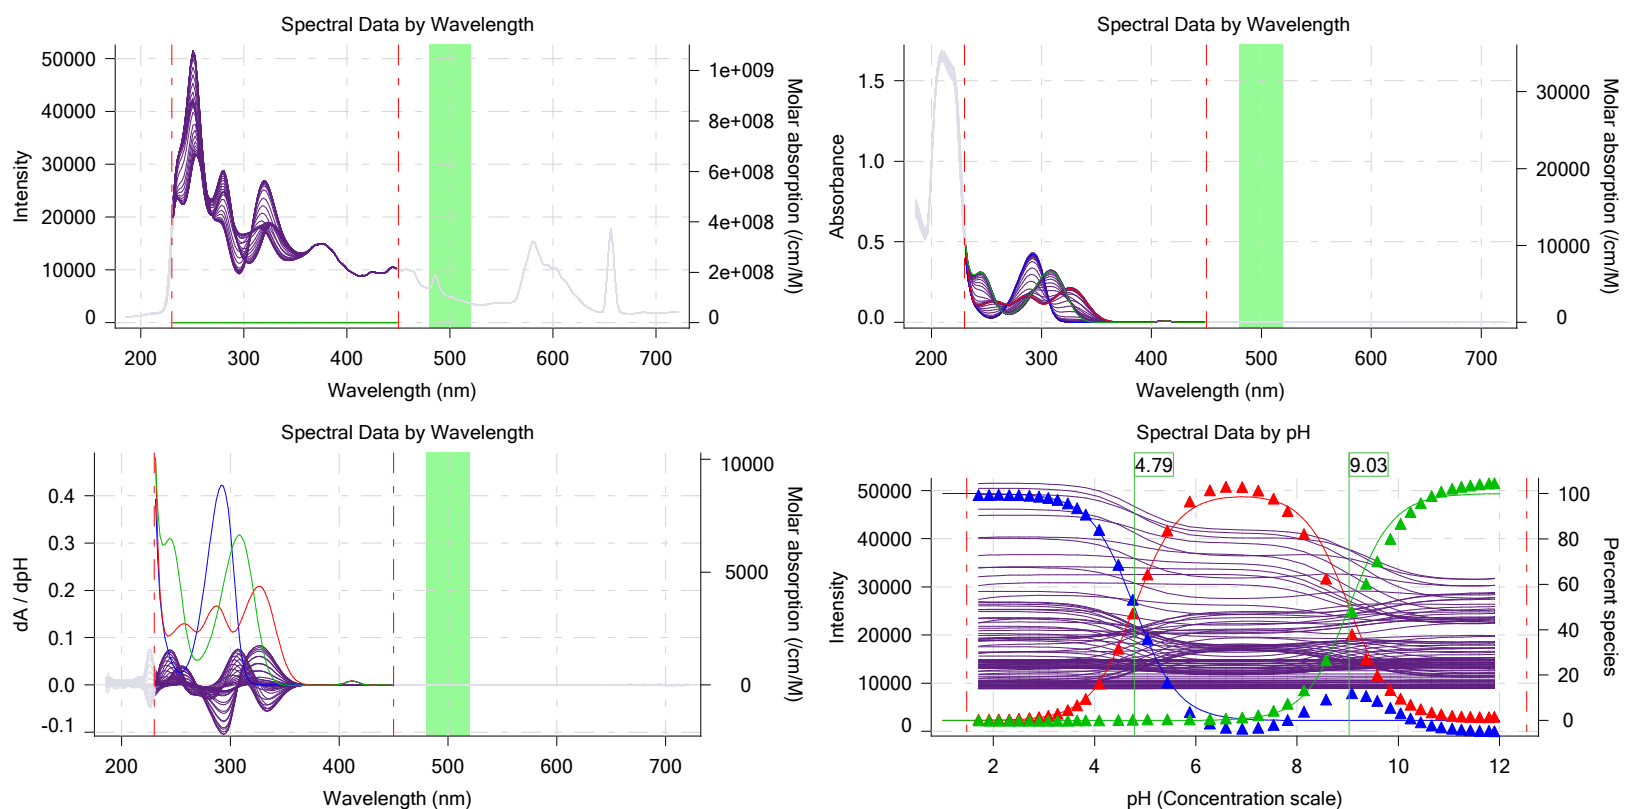 Spectral Data by Wavelength
Intensity
50000
40000
30000
20000
10000
0
1e+009
8e+008
6e+008
4e+008
2e+008
0
Molar absorption (/cm/M)
200 300 400 500 600 700
Wavelength (nm)
Spectral Data by Wavelength
Absorbance
1.5
1.0
0.5
0.0
30000
20000
10000
0
Molar absorption (/cm/M)
200 300 400 500 600 700
Wavelength (nm)
Spectral Data by Wavelength
dA / dpH
0.4
0.3
0.2
0.1
0.0
-0.1
10000
5000
0
Molar absorption (/cm/M)
200 300 400 500 600 700
Wavelength (nm)
Spectral Data by pH
4.79 9.03
Intensity
50000
40000
30000
20000
10000
0
100
80
60
40
20
0
Percent species
2 4 6 8 10 12
pH (Concentration scale)